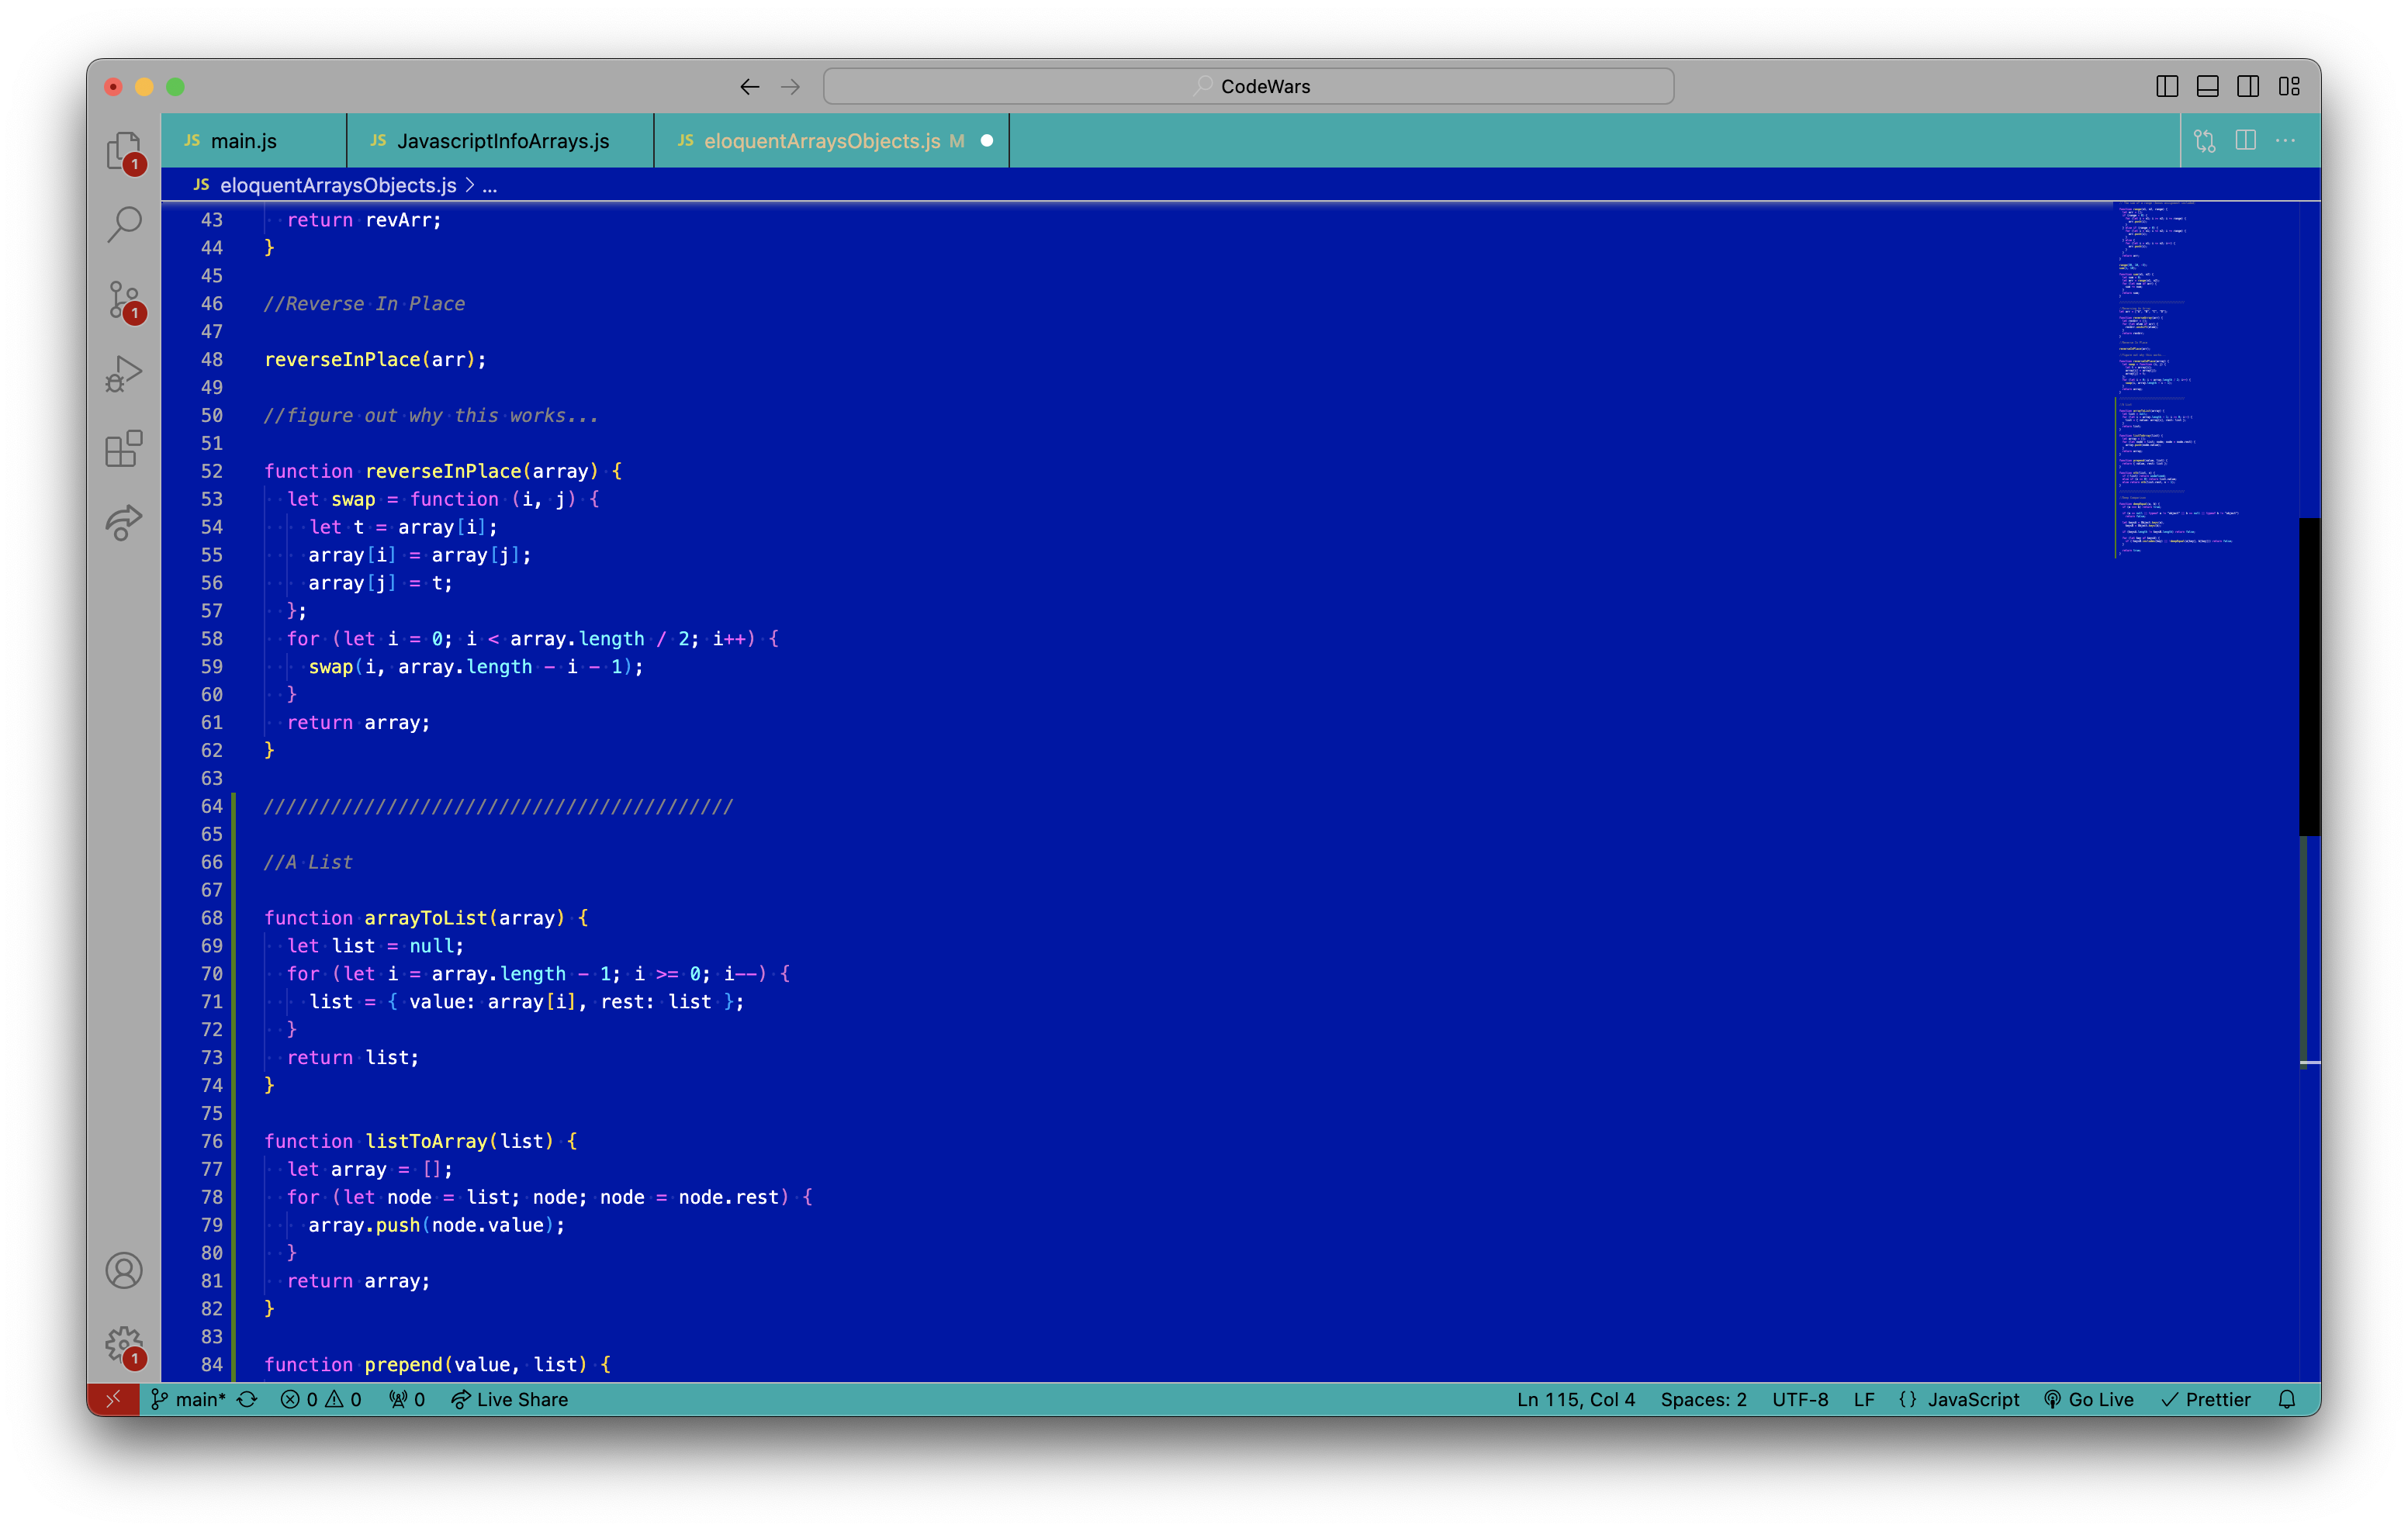 CodeWars
JS main.js
JS JavascriptInfoArrays.js
JS eloquentArraysObjects.js M
JS eloquentArraysObjects.js > ...
1
1
1
43 return revArr;
44 }
45
46 //Reverse In Place
47
48 reverseInPlace(arr);
49
50 //figure out why this works...
51
52 function reverseInPlace(array) {
53 let swap = function (i, j) {
54 let t = array[i];
55 array[i] = array[j];
56 array[j] = t;
57 };
58 for (let i = 0; i < array.length / 2; i++) {
59 swap(i, array.length - i - 1);
60 }
61 return array;
62 }
63
64 //////////////////////////////////////////
65
66 //A List
67
68 function arrayToList(array) {
69 let list = null;
70 for (let i = array.length - 1; i >= 0; i--) {
71 list = { value: array[i], rest: list };
72 }
73 return list;
74 }
75
76 function listToArray(list) {
77 let array = [];
78 for (let node = list; node; node = node.rest) {
79 array.push(node.value);
80 }
81 return array;
82 }
83
84 function prepend(value, list) {
main* 0 0 0 Live Share Ln 115, Col 4 Spaces: 2 UTF-8 LF {} JavaScript Go Live Prettier